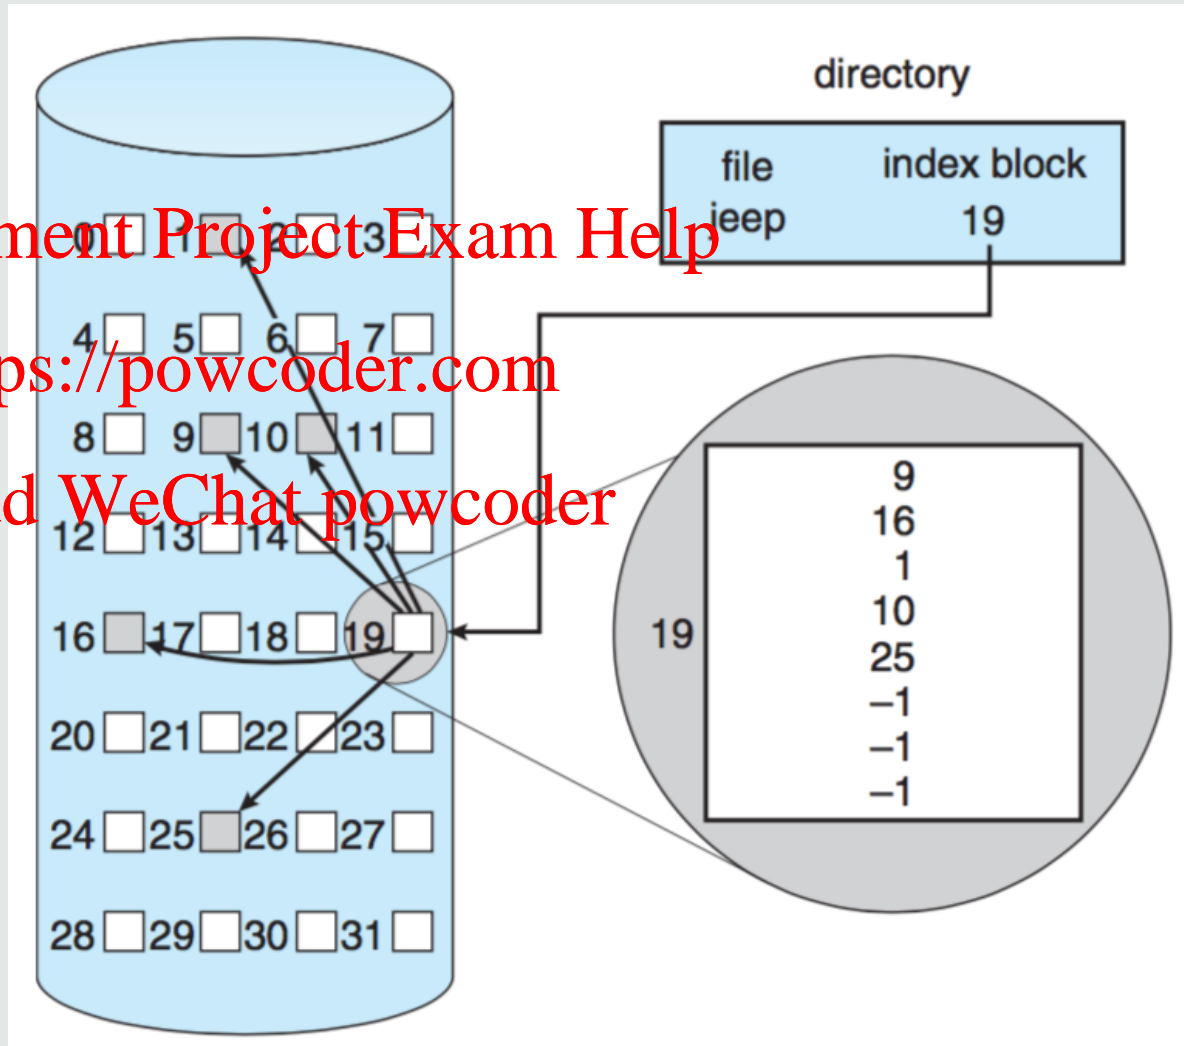 directory
file index block
jeep 19
0 1 2 3
ment Project Exam Help
4 5 6 7
ps://powcoder.com
8 9 10 11
d WeChat powcoder
12 13 14 15
16 17 18 19
20 21 22 23
24 25 26 27
28 29 30 31
19
9
16
1
10
25
–1
–1
–1